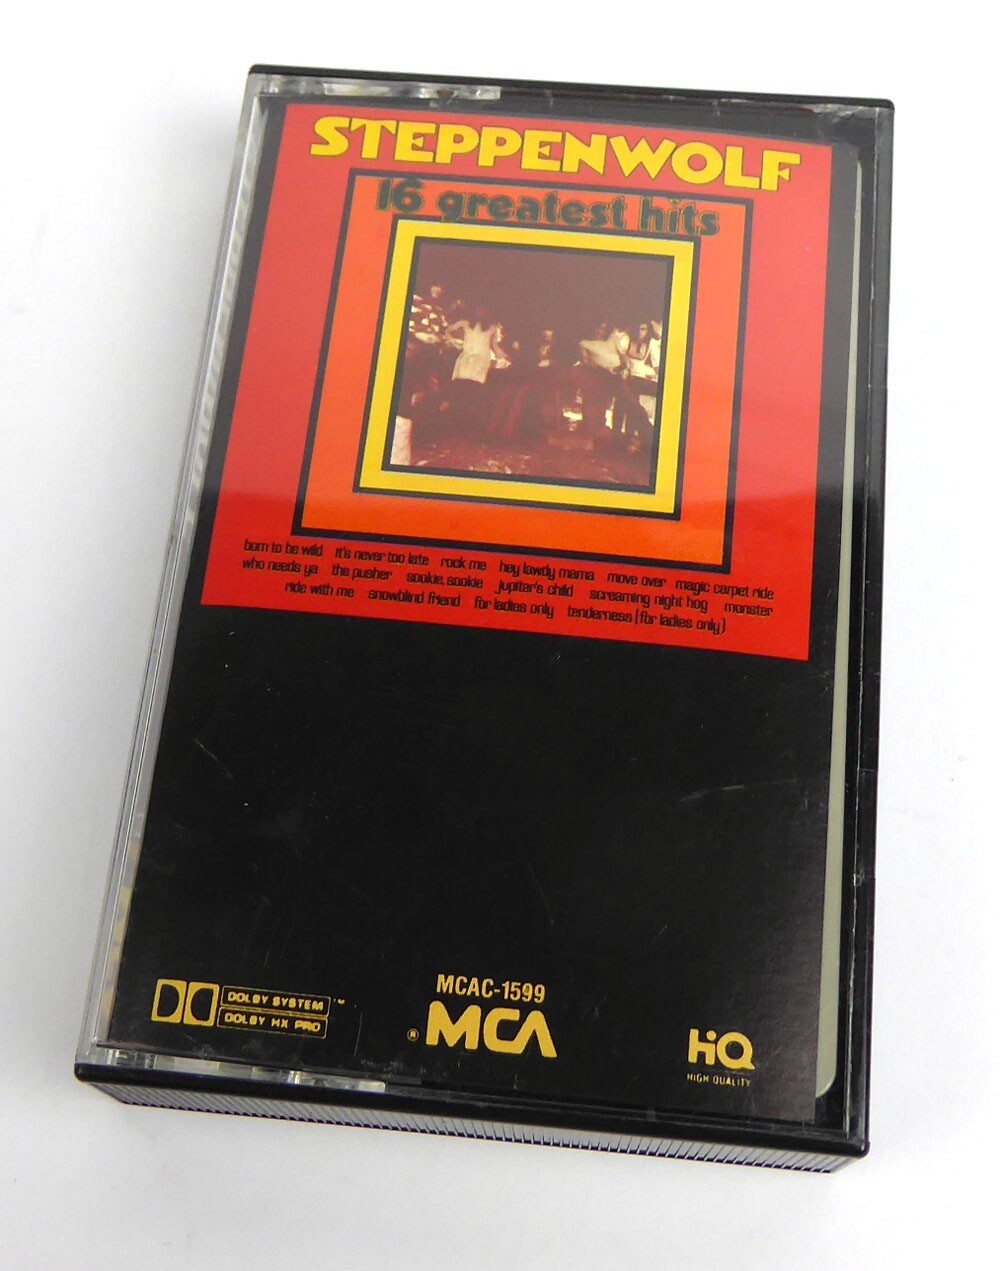 STEPPENWOLF
16 greatest hits
born to be wild it's never too late rock me hey lawdy mama move over magic carpet ride
who needs ya the pusher sookie, sookie jupiter's child screaming night hog monster
ride with me snowblind friend for ladies only tenderness (for ladies only)
DOLBY SYSTEM ™
DOLBY HX PRO
MCAC-1599
® MCA
HiQ
HIGH QUALITY